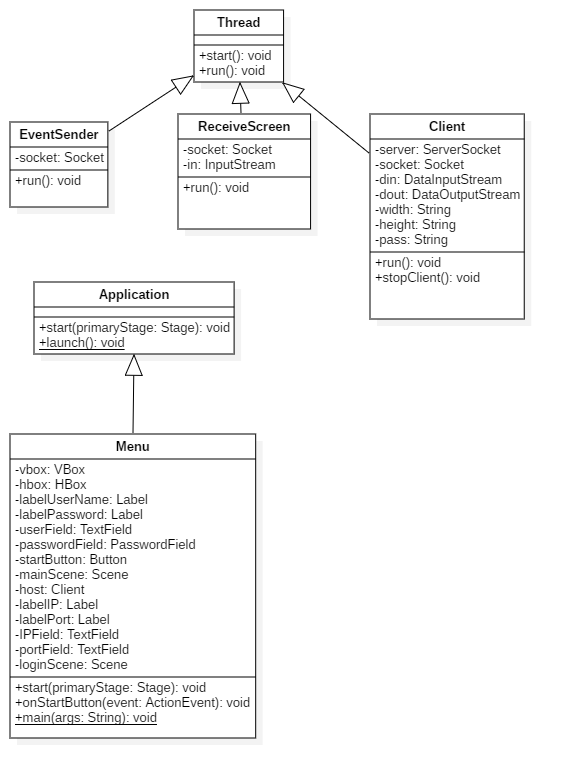 Thread
+start(): void
+run(): void
EventSender
-socket: Socket
+run(): void
ReceiveScreen
-socket: Socket
-in: InputStream
+run(): void
Client
-server: ServerSocket
-socket: Socket
-din: DataInputStream
-dout: DataOutputStream
-width: String
-height: String
-pass: String
+run(): void
+stopClient(): void
Application
+start(primaryStage: Stage): void
+launch(): void
Menu
-vbox: VBox
-hbox: HBox
-labelUserName: Label
-labelPassword: Label
-userField: TextField
-passwordField: PasswordField
-startButton: Button
-mainScene: Scene
-host: Client
-labelIP: Label
-labelPort: Label
-IPField: TextField
-portField: TextField
-loginScene: Scene
+start(primaryStage: Stage): void
+onStartButton(event: ActionEvent): void
+main(args: String): void